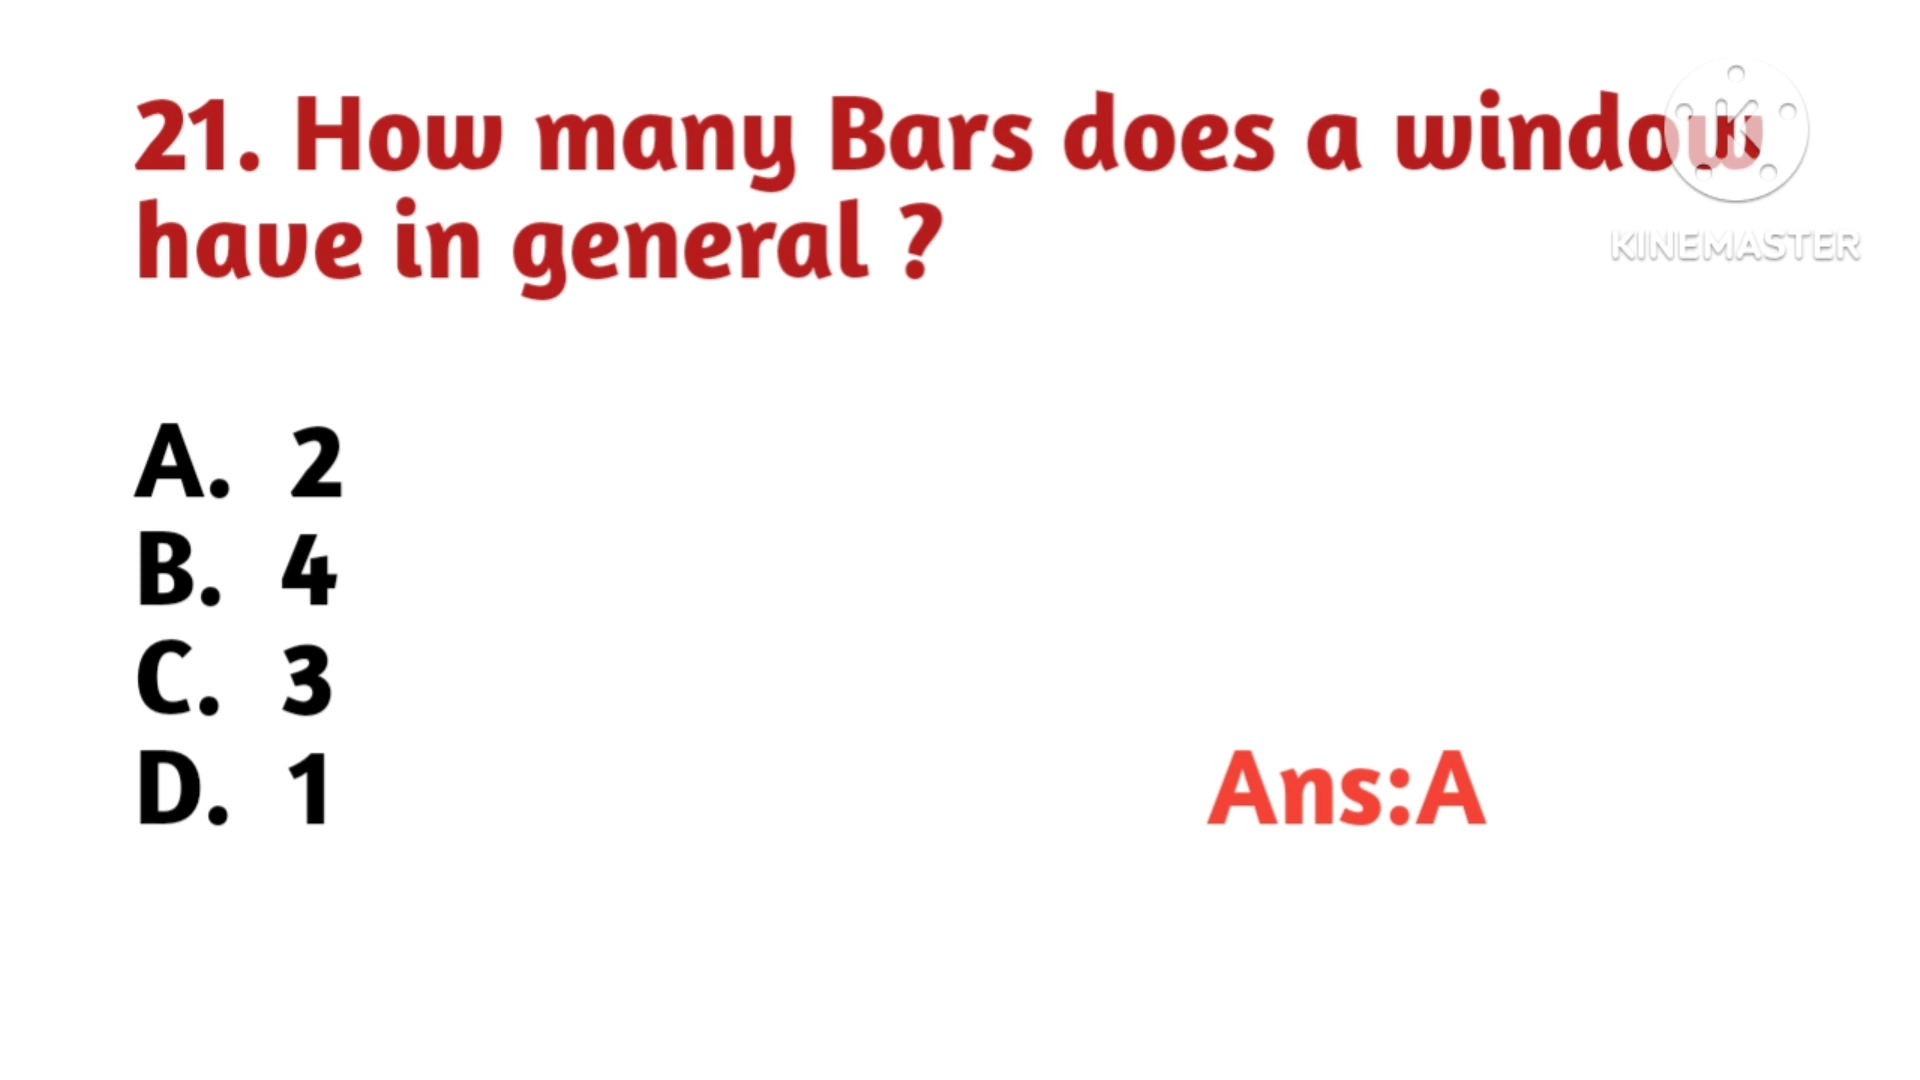 21. How many Bars does a window
have in general ?
KINEMASTER
A. 2
B. 4
C. 3
D. 1
Ans:A